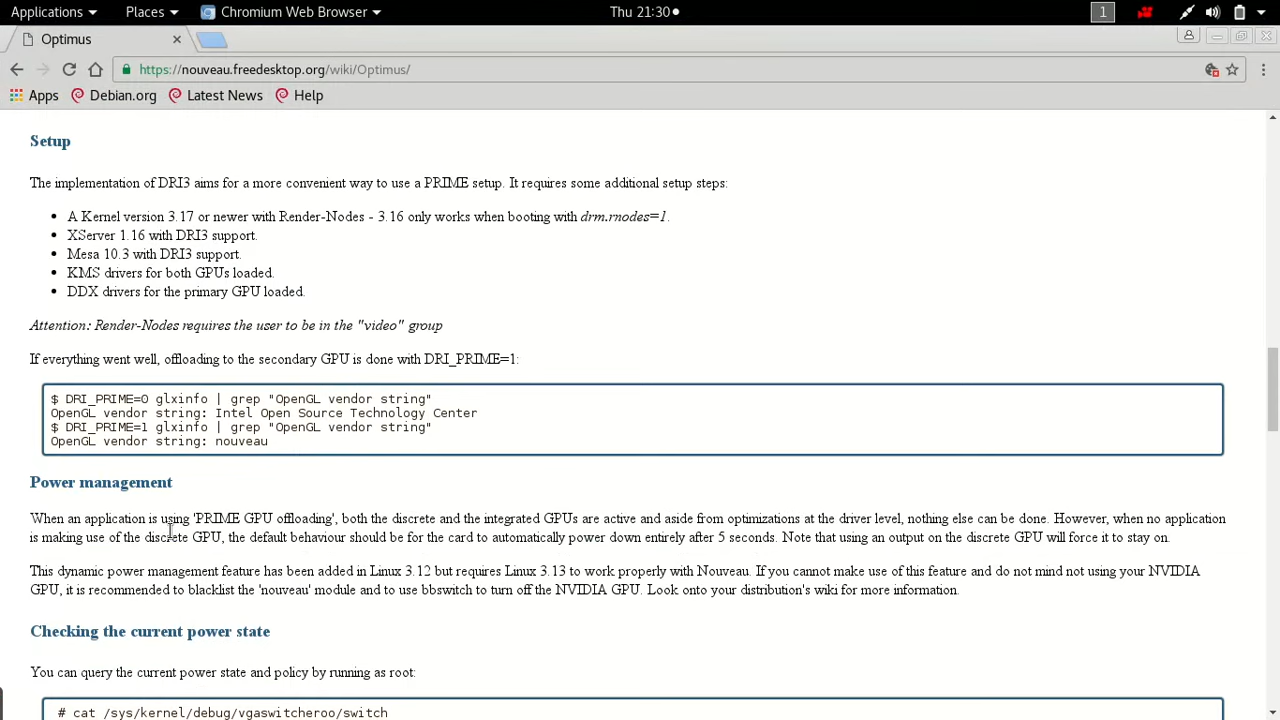 Applications Places Chromium Web Browser Thu 21:30 1
Optimus
https://nouveau.freedesktop.org/wiki/Optimus/
Apps Debian.org Latest News Help
Setup
The implementation of DRI3 aims for a more convenient way to use a PRIME setup. It requires some additional setup steps:
• A Kernel version 3.17 or newer with Render-Nodes - 3.16 only works when booting with drm.rnodes=1.
• XServer 1.16 with DRI3 support.
• Mesa 10.3 with DRI3 support.
• KMS drivers for both GPUs loaded.
• DDX drivers for the primary GPU loaded.
Attention: Render-Nodes requires the user to be in the "video" group
If everything went well, offloading to the secondary GPU is done with DRI_PRIME=1:
$ DRI_PRIME=0 glxinfo | grep "OpenGL vendor string"
OpenGL vendor string: Intel Open Source Technology Center
$ DRI_PRIME=1 glxinfo | grep "OpenGL vendor string"
OpenGL vendor string: nouveau
Power management
When an application is using 'PRIME GPU offloading', both the discrete and the integrated GPUs are active and aside from optimizations at the driver level, nothing else can be done. However, when no application
is making use of the discrete GPU, the default behaviour should be for the card to automatically power down entirely after 5 seconds. Note that using an output on the discrete GPU will force it to stay on.
This dynamic power management feature has been added in Linux 3.12 but requires Linux 3.13 to work properly with Nouveau. If you cannot make use of this feature and do not mind not using your NVIDIA
GPU, it is recommended to blacklist the 'nouveau' module and to use bbswitch to turn off the NVIDIA GPU. Look onto your distribution's wiki for more information.
Checking the current power state
You can query the current power state and policy by running as root:
# cat /sys/kernel/debug/vgaswitcheroo/switch